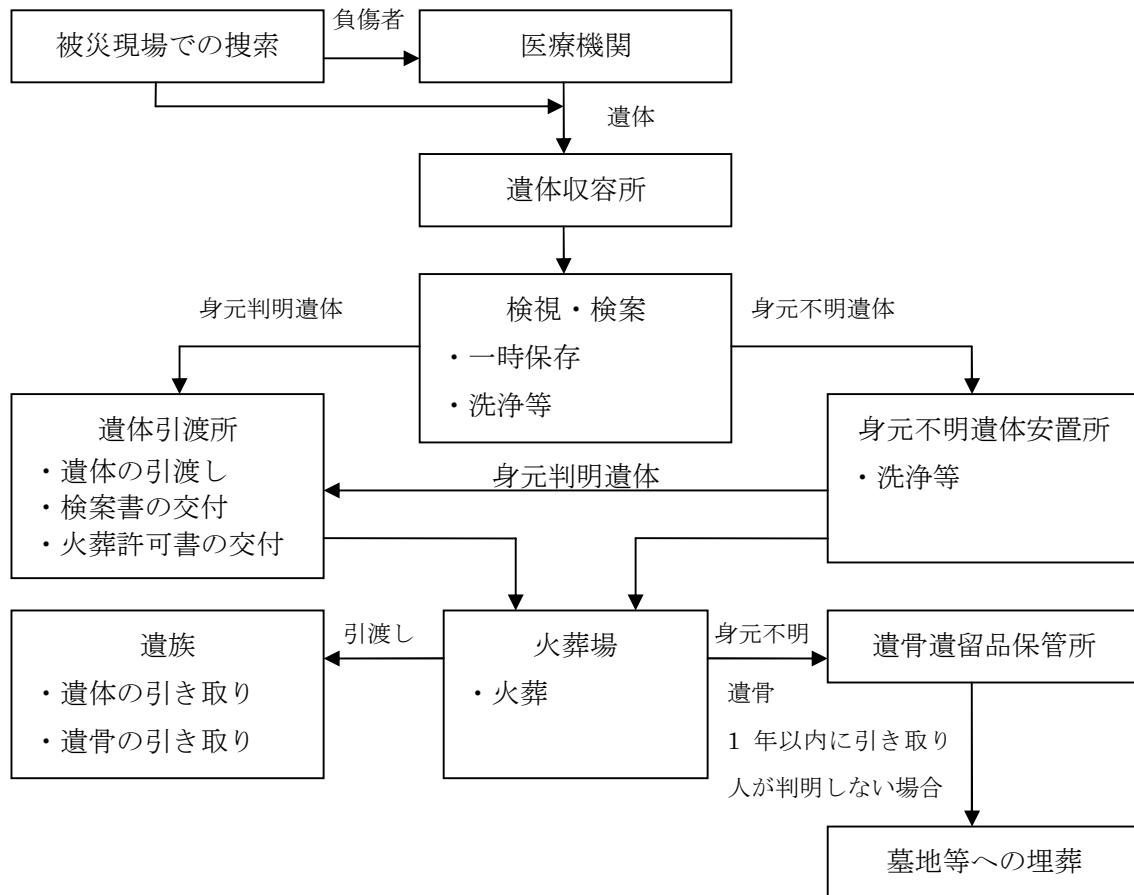 負傷者
被災現場での捜索
医療機関
遺体
遺体収容所
身元判明遺体
検視・検案
・一時保存
・洗浄等
身元不明遺体
遺体引渡所
・遺体の引渡し
・検案書の交付
・火葬許可書の交付
身元判明遺体
身元不明遺体安置所
・洗浄等
遺族
・遺体の引き取り
・遺骨の引き取り
引渡し
火葬場
・火葬
身元不明
遺骨
1 年以内に引き取り
人が判明しない場合
遺骨遺留品保管所
墓地等への埋葬